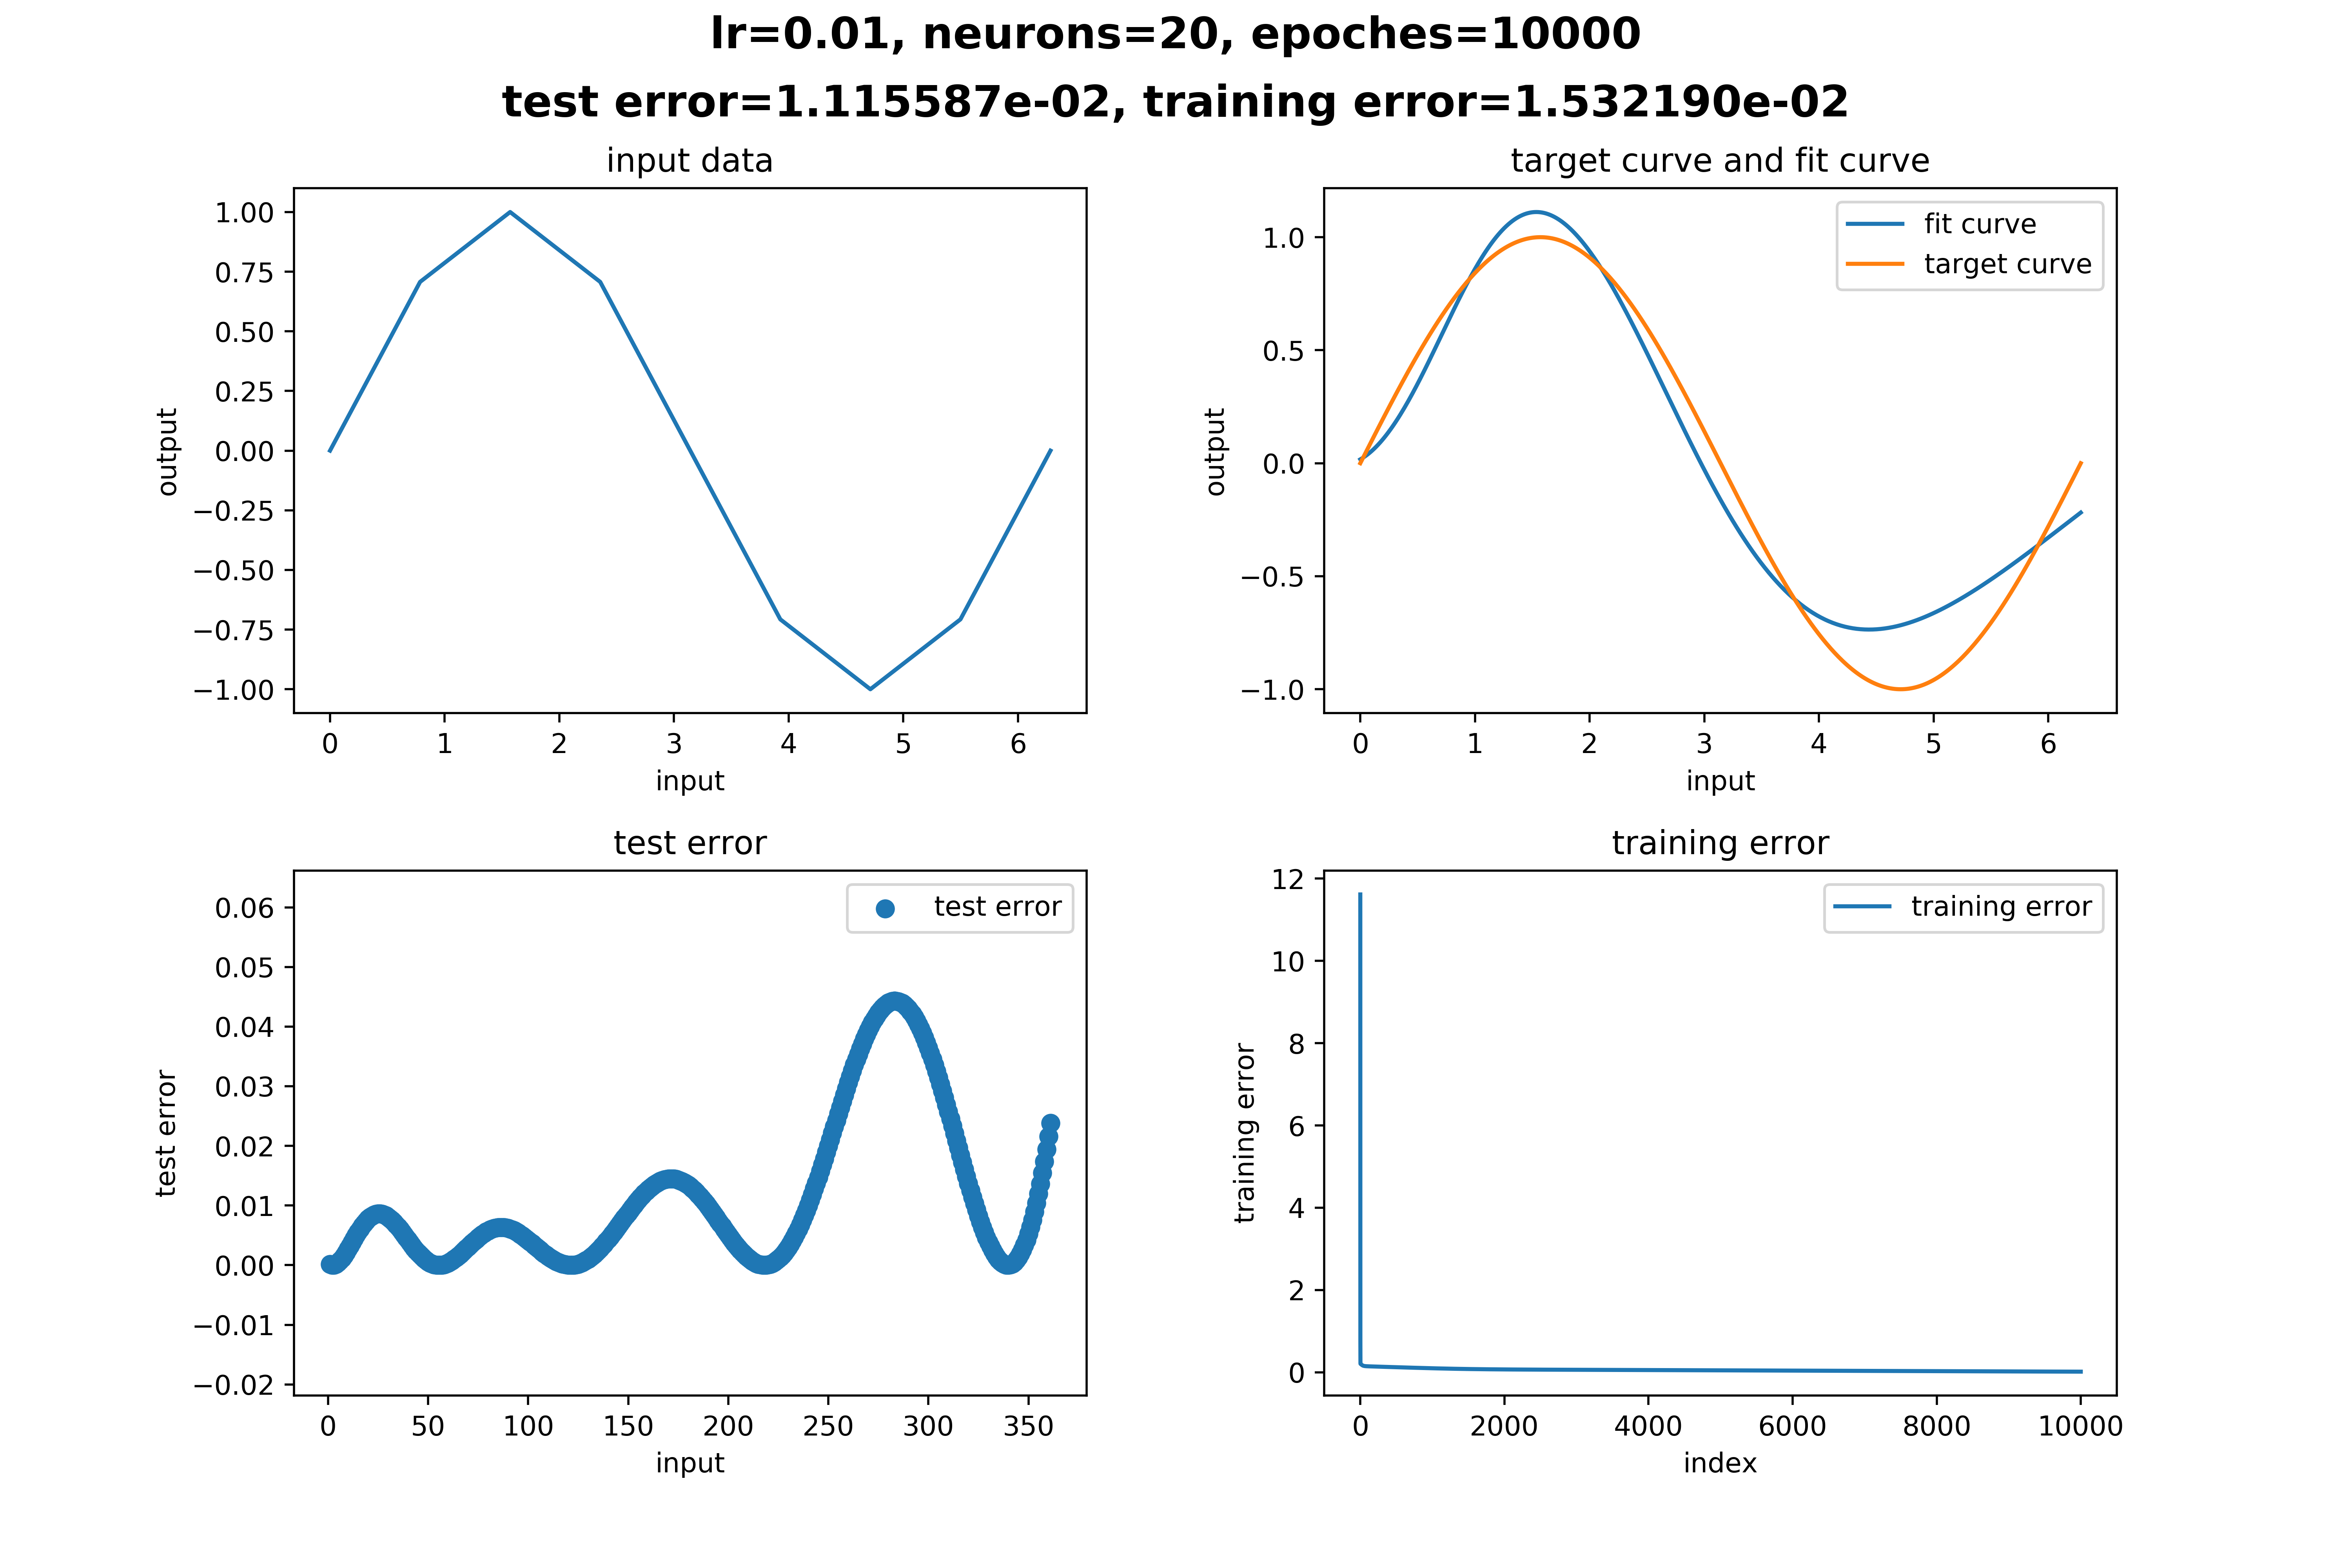 lr=0.01, neurons=20, epoches=10000
test error=1.115587e-02, training error=1.532190e-02
input data
1.00
0.75
0.50
0.25
0.00
−0.25
−0.50
−0.75
−1.00
output
0 1 2 3 4 5 6
input
target curve and fit curve
fit curve
target curve
1.0
0.5
0.0
−0.5
−1.0
output
0 1 2 3 4 5 6
input
test error
test error
0.06
0.05
0.04
0.03
0.02
0.01
0.00
−0.01
−0.02
test error
0 50 100 150 200 250 300 350
input
training error
training error
12
10
8
6
4
2
0
training error
0 2000 4000 6000 8000 10000
index